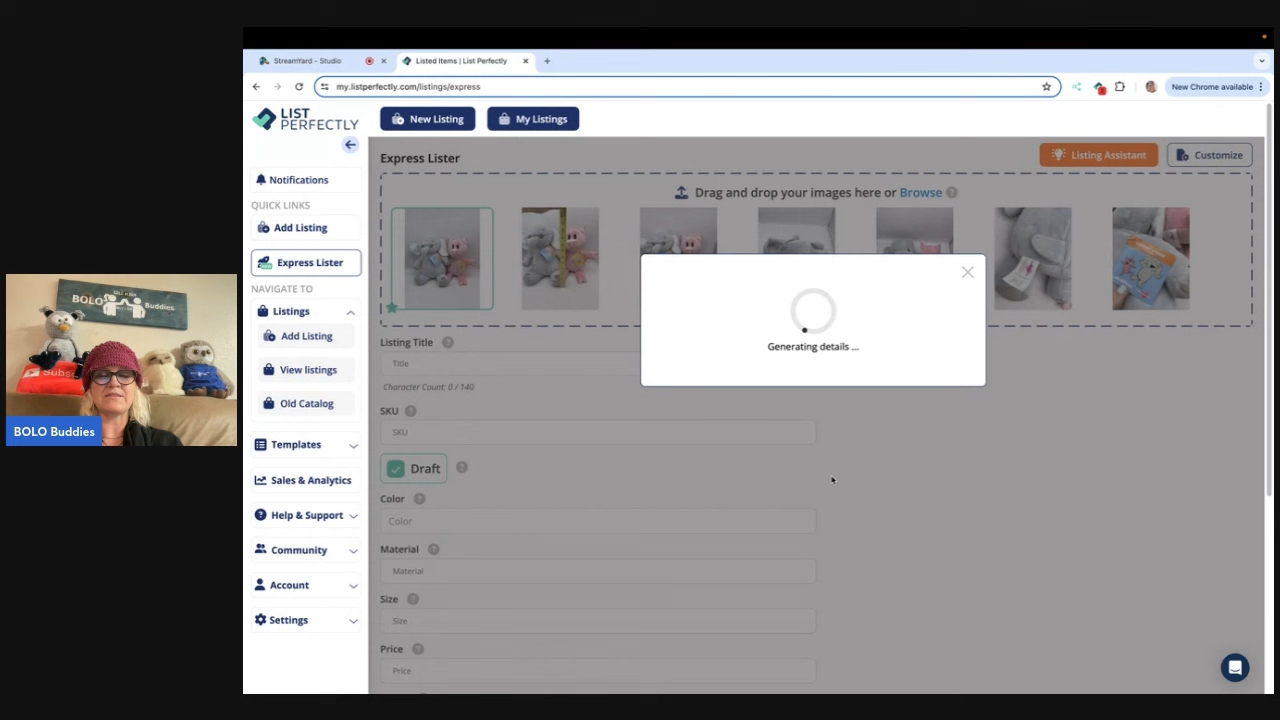 StreamYard - Studio
Listed Items | List Perfectly
my.listperfectly.com/listings/express
New Chrome available
LIST
PERFECTLY
New Listing
My Listings
Notifications
QUICK LINKS
Add Listing
Express Lister
NAVIGATE TO
Listings
Add Listing
View listings
Old Catalog
Templates
Sales & Analytics
Help & Support
Community
Account
Settings
Express Lister
Listing Assistant
Customize
Drag and drop your images here or Browse
Generating details ...
Listing Title
Title
Character Count: 0 / 140
SKU
SKU
Draft
Color
Color
Material
Material
Size
Size
Price
Price
BOLO
Buddies
BOLO Buddies